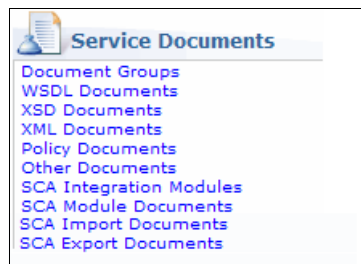 Service Documents
Document Groups
WSDL Documents
XSD Documents
XML Documents
Policy Documents
Other Documents
SCA Integration Modules
SCA Module Documents
SCA Import Documents
SCA Export Documents